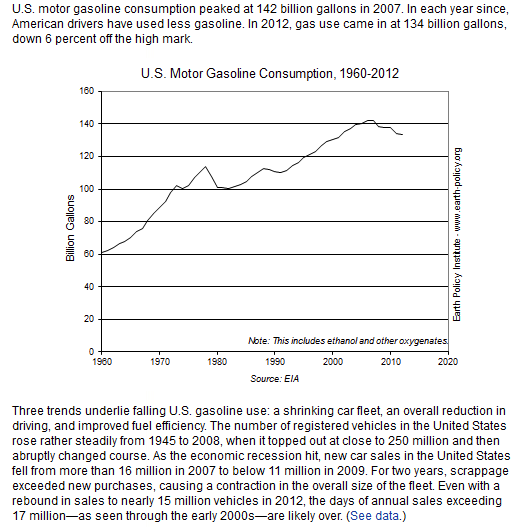 U.S. motor gasoline consumption peaked at 142 billion gallons in 2007. In each year since,
American drivers have used less gasoline. In 2012, gas use came in at 134 billion gallons,
down 6 percent off the high mark.
U.S. Motor Gasoline Consumption, 1960-2012
160
140
120
100
80
60
40
20
0
Billion Gallons
Earth Policy Institute - www.earth-policy.org
Note: This includes ethanol and other oxygenates.
1960 1970 1980 1990 2000 2010 2020
Source: EIA
Three trends underlie falling U.S. gasoline use: a shrinking car fleet, an overall reduction in
driving, and improved fuel efficiency. The number of registered vehicles in the United States
rose rather steadily from 1945 to 2008, when it topped out at close to 250 million and then
abruptly changed course. As the economic recession hit, new car sales in the United States
fell from more than 16 million in 2007 to below 11 million in 2009. For two years, scrappage
exceeded new purchases, causing a contraction in the overall size of the fleet. Even with a
rebound in sales to nearly 15 million vehicles in 2012, the days of annual sales exceeding
17 million—as seen through the early 2000s—are likely over. (See data.)